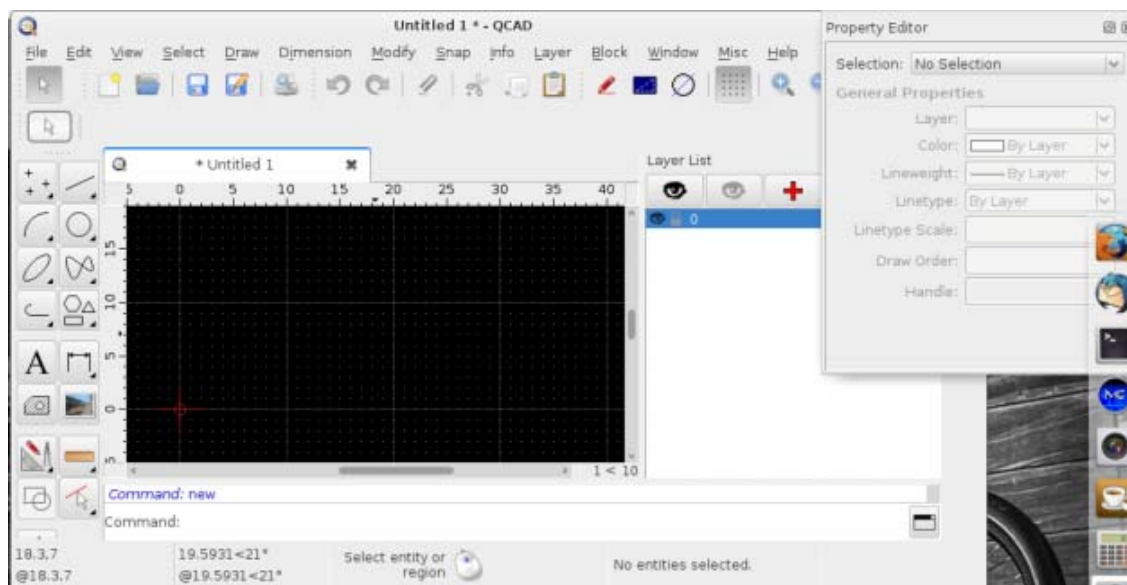 Untitled 1 * - QCAD
File Edit View Select Draw Dimension Modify Snap Info Layer Block Window Misc Help
* Untitled 1
5 0 5 10 15 20 25 30 35 40
15
10
5
0
5
1 < 10
Layer List
0
Command: new
Command:
18.3,7
@18.3,7
19.5931<21°
@19.5931<21°
Select entity or
region
No entities selected.
Property Editor
Selection: No Selection
General Properties
Layer:
Color: By Layer
Lineweight: By Layer
Linetype: By Layer
Linetype Scale:
Draw Order:
Handle:
A
MC